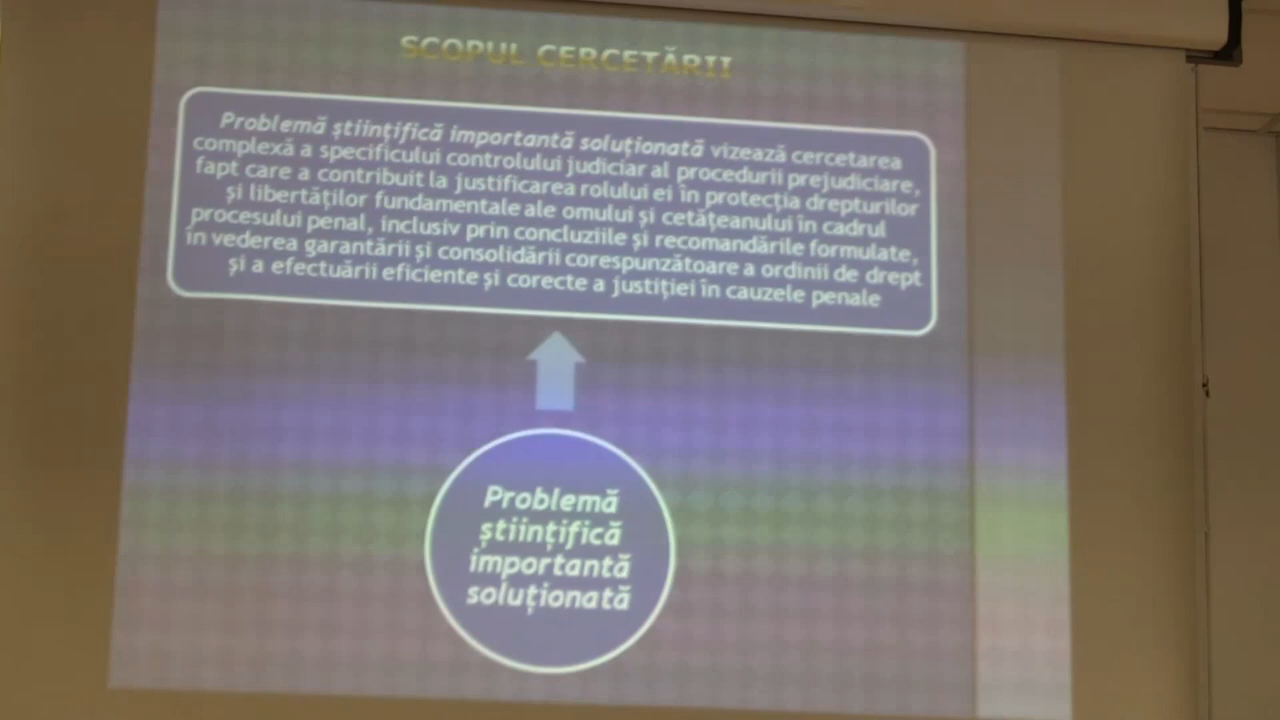 SCOPUL CERCETĂRII
Problemă științifică importantă soluționată vizează cercetarea
complexă a specificului controlului judiciar al procedurii prejudiciare,
fapt care a contribuit la justificarea rolului ei în protecția drepturilor
și libertăților fundamentale ale omului și cetățeanului în cadrul
procesului penal, inclusiv prin concluziile și recomandările formulate,
în vederea garantării și consolidării corespunzătoare a ordinii de drept
și a efectuării eficiente și corecte a justiției în cauzele penale
Problemă
științifică
importantă
soluționată